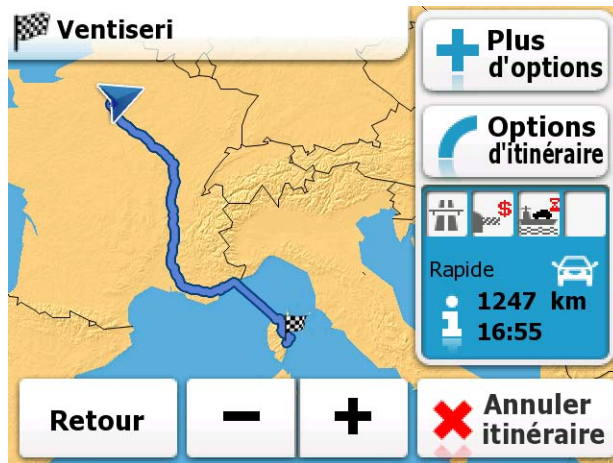 Ventiseri
Plus
d'options
Options
d'itinéraire
$
Rapide
1247 km
16:55
Retour
Annuler
itinéraire